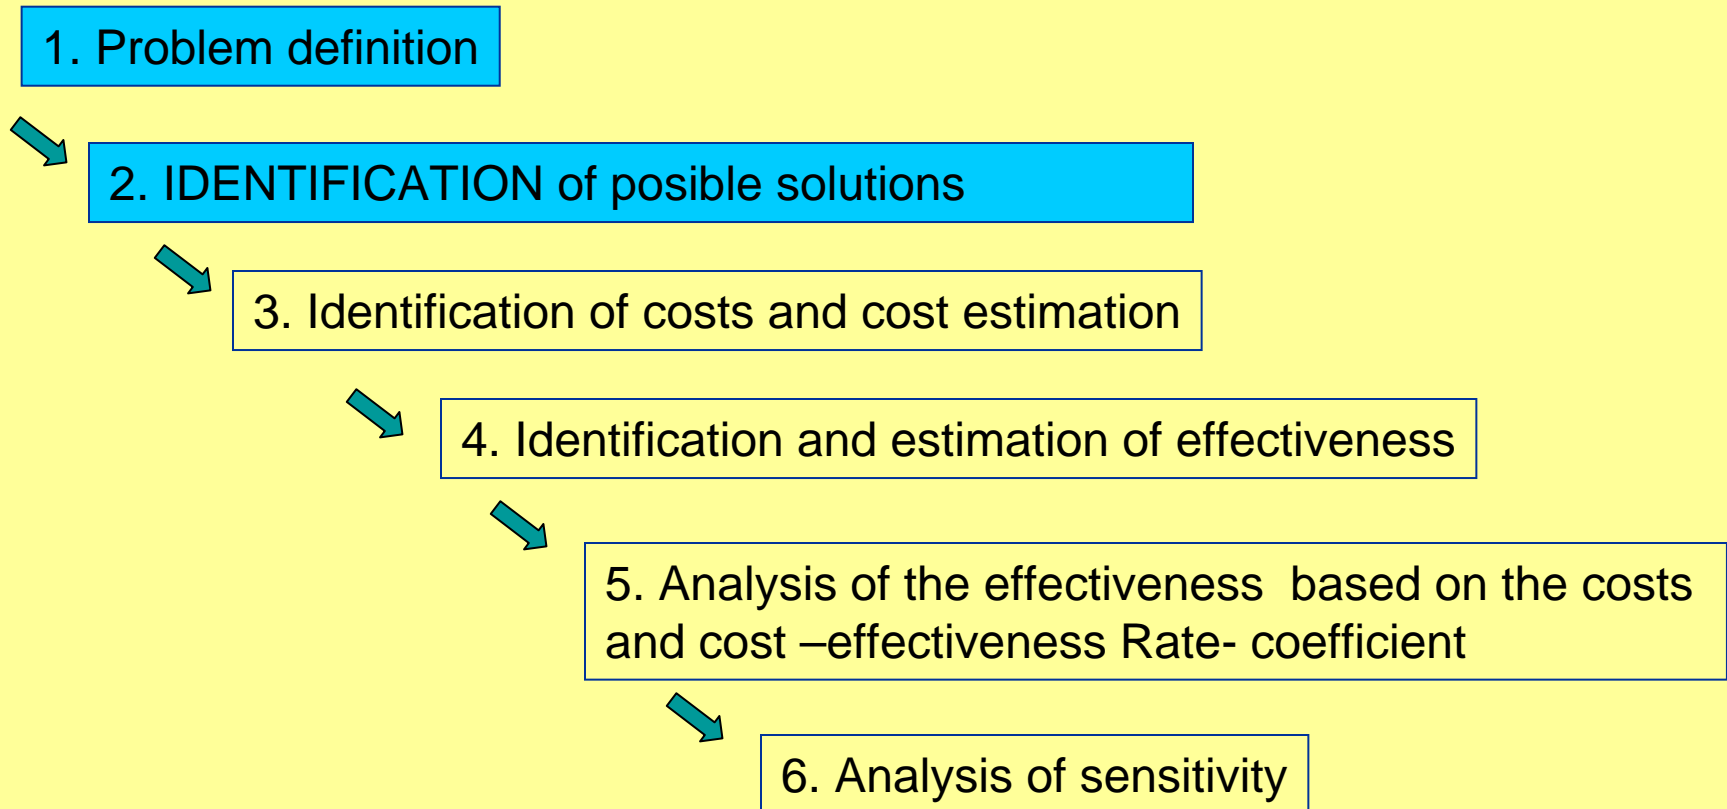 1. Problem definition
2. IDENTIFICATION of posible solutions
3. Identification of costs and cost estimation
4. Identification and estimation of effectiveness
5. Analysis of the effectiveness  based on the costs
and cost –effectiveness Rate- coefficient
6. Analysis of sensitivity